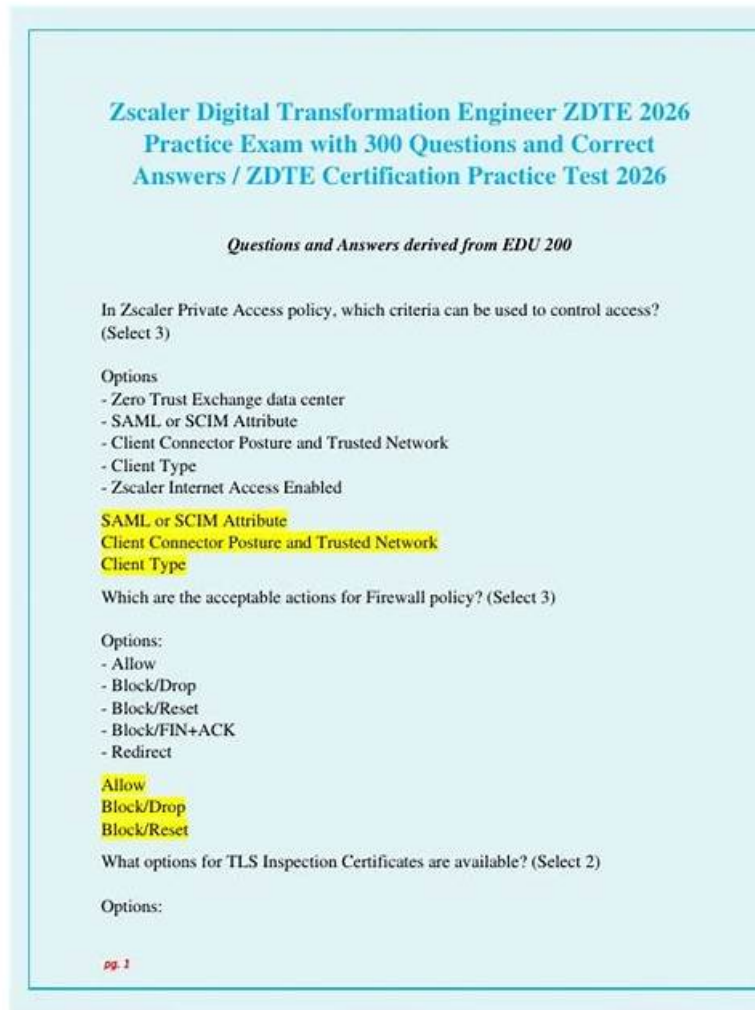 Zscaler Digital Transformation Engineer ZDTE 2026
Practice Exam with 300 Questions and Correct
Answers / ZDTE Certification Practice Test 2026
Questions and Answers derived from EDU 200
In Zscaler Private Access policy, which criteria can be used to control access?
(Select 3)
Options
- Zero Trust Exchange data center
- SAML or SCIM Attribute
- Client Connector Posture and Trusted Network
- Client Type
- Zscaler Internet Access Enabled
SAML or SCIM Attribute
Client Connector Posture and Trusted Network
Client Type
Which are the acceptable actions for Firewall policy? (Select 3)
Options:
- Allow
- Block/Drop
- Block/Reset
- Block/FIN+ACK
- Redirect
Allow
Block/Drop
Block/Reset
What options for TLS Inspection Certificates are available? (Select 2)
Options:
pg. 1